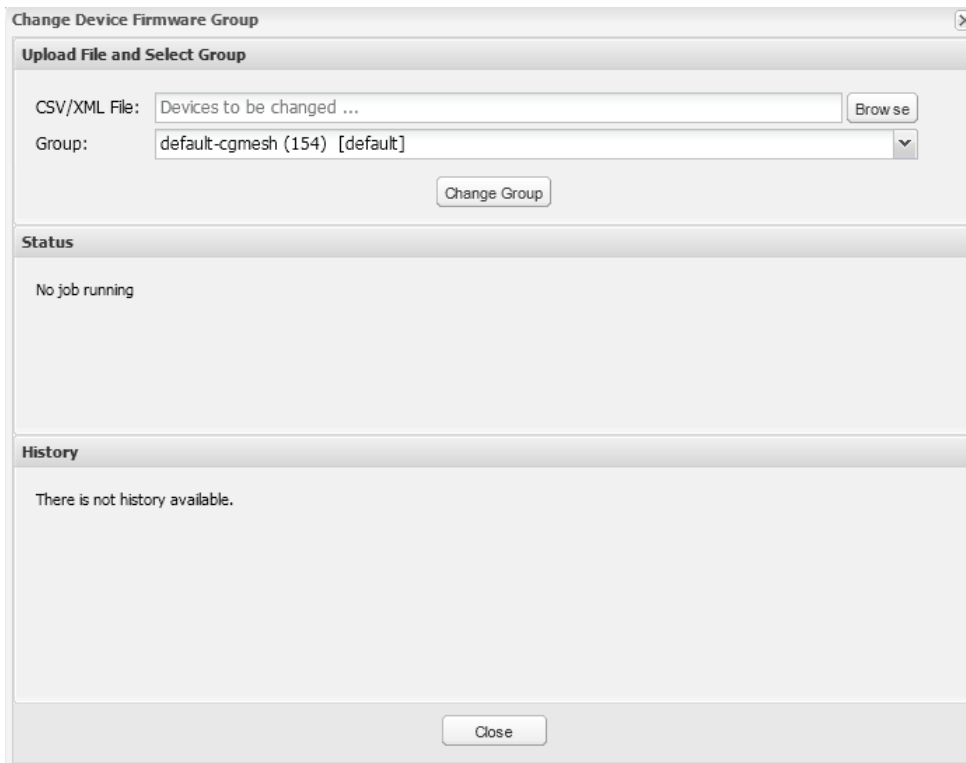 Change Device Firmware Group
Upload File and Select Group
CSV/XML File: Devices to be changed ... Browse
Group: default-cgmesh (154) [default]
Change Group
Status
No job running
History
There is not history available.
Close